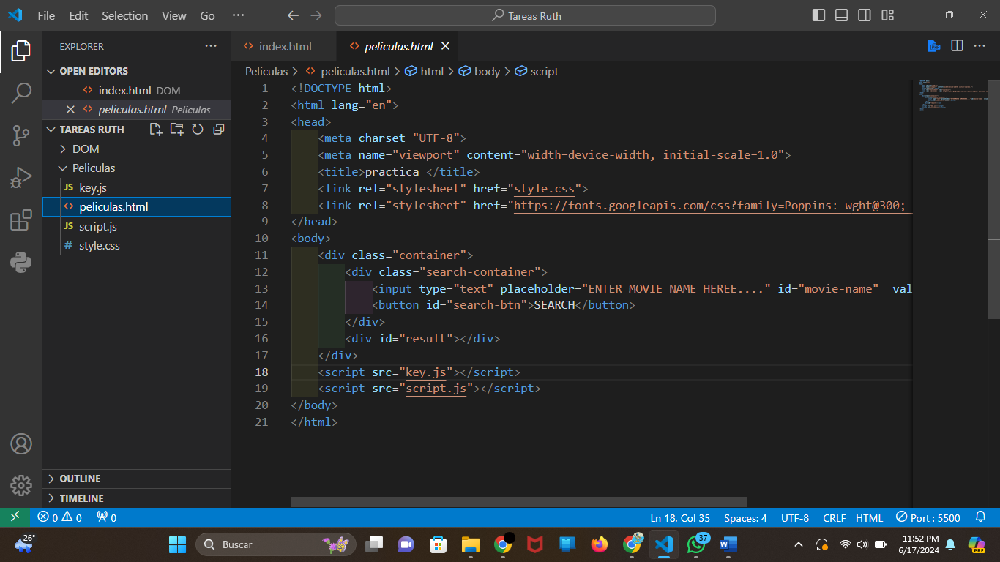 File Edit Selection View Go ···
Tareas Ruth
EXPLORER
OPEN EDITORS
index.html DOM
peliculas.html Peliculas
TAREAS RUTH
DOM
Peliculas
JS key.js
peliculas.html
JS script.js
# style.css
OUTLINE
TIMELINE
index.html
peliculas.html
Peliculas > peliculas.html > html > body > script
1 <!DOCTYPE html>
2 <html lang="en">
3 <head>
4 <meta charset="UTF-8">
5 <meta name="viewport" content="width=device-width, initial-scale=1.0">
6 <title>practica </title>
7 <link rel="stylesheet" href="style.css">
8 <link rel="stylesheet" href="https://fonts.googleapis.com/css?family=Poppins: wght@300;
9 </head>
10 <body>
11 <div class="container">
12 <div class="search-container">
13 <input type="text" placeholder="ENTER MOVIE NAME HEREE...." id="movie-name"  val
14 <button id="search-btn">SEARCH</button>
15 </div>
16 <div id="result"></div>
17 </div>
18 <script src="key.js"></script>
19 <script src="script.js"></script>
20 </body>
21 </html>
0 0 0
Ln 18, Col 35 Spaces: 4 UTF-8 CRLF HTML Port : 5500
26°
Buscar
37
11:52 PM
6/17/2024
PRE